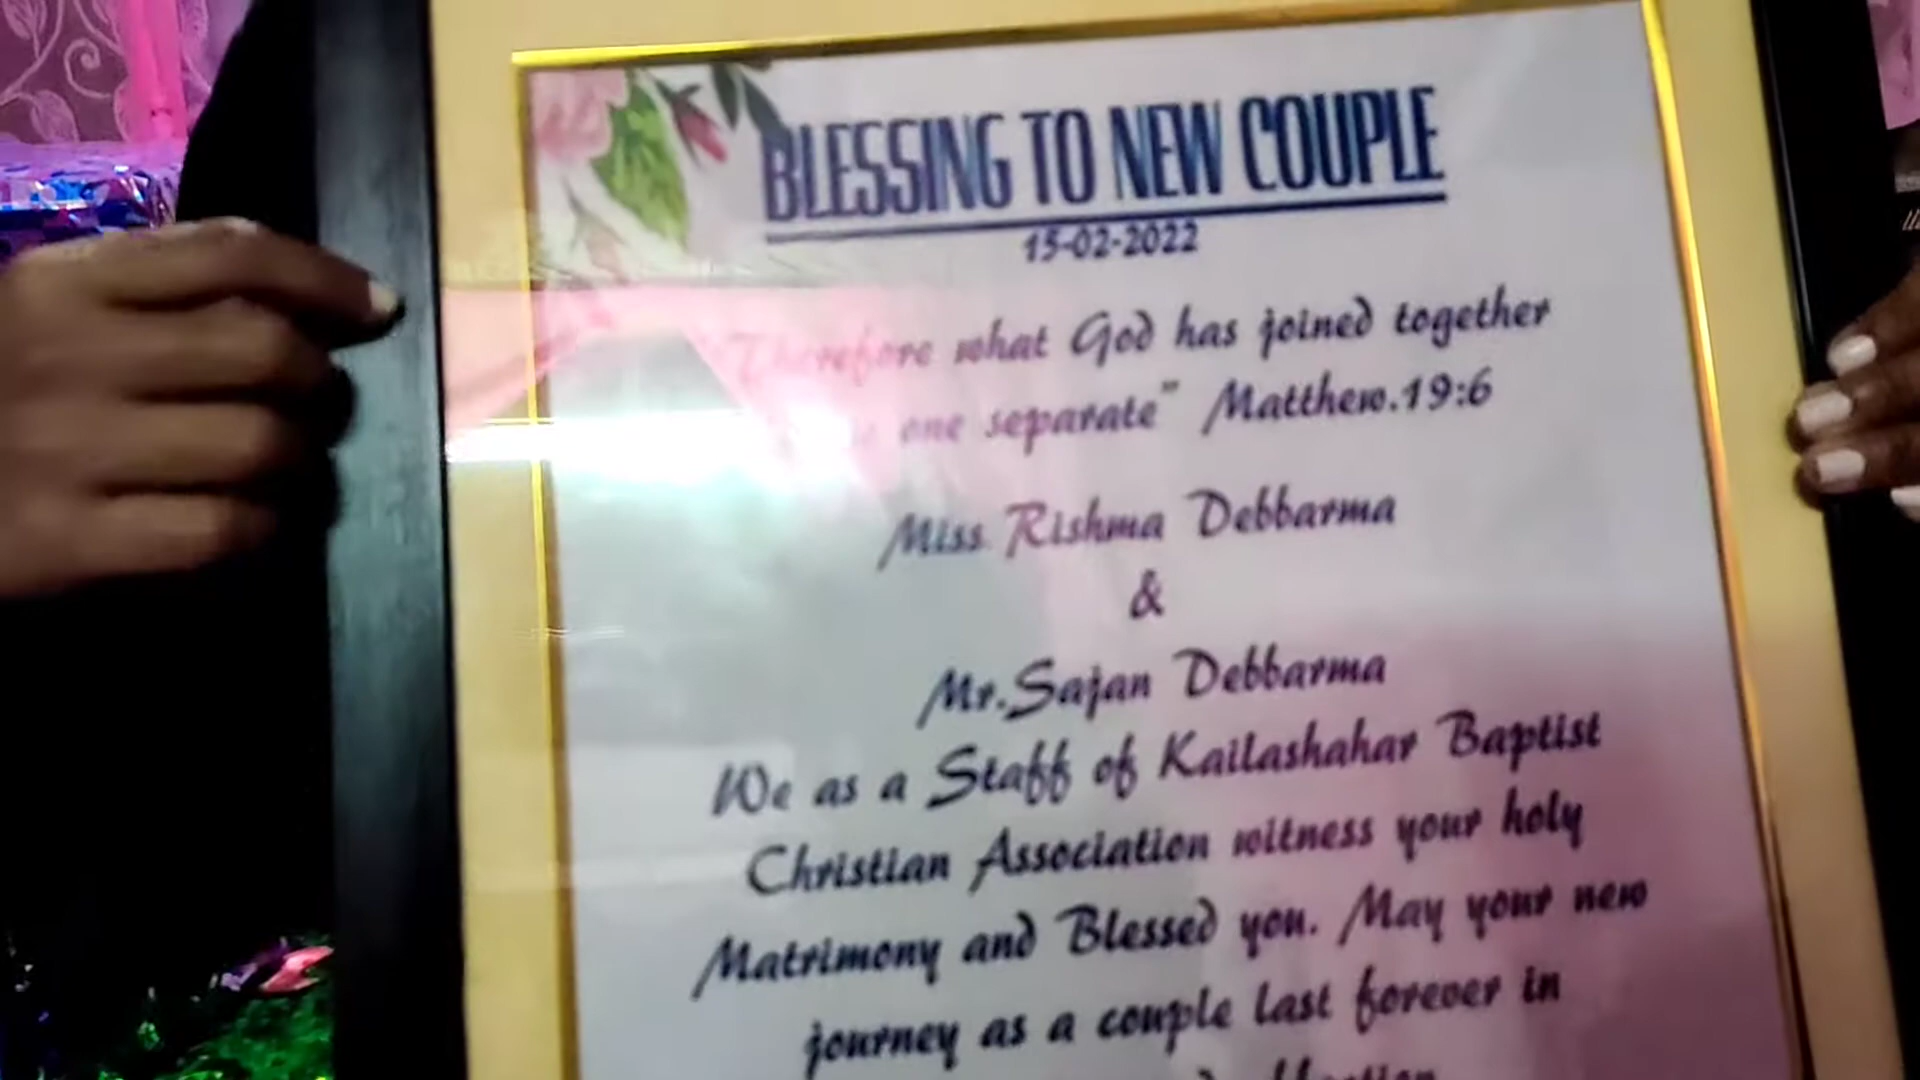 BLESSING TO NEW COUPLE
15-02-2022
"Therefore what God has joined together
one separate" Matthew.19:6
Miss Rishma Debbarma
&
Mr.Sajan Debbarma
We as a Staff of Kailashahar Baptist
Christian Association witness your holy
Matrimony and Blessed you. May your new
journey as a couple last forever in